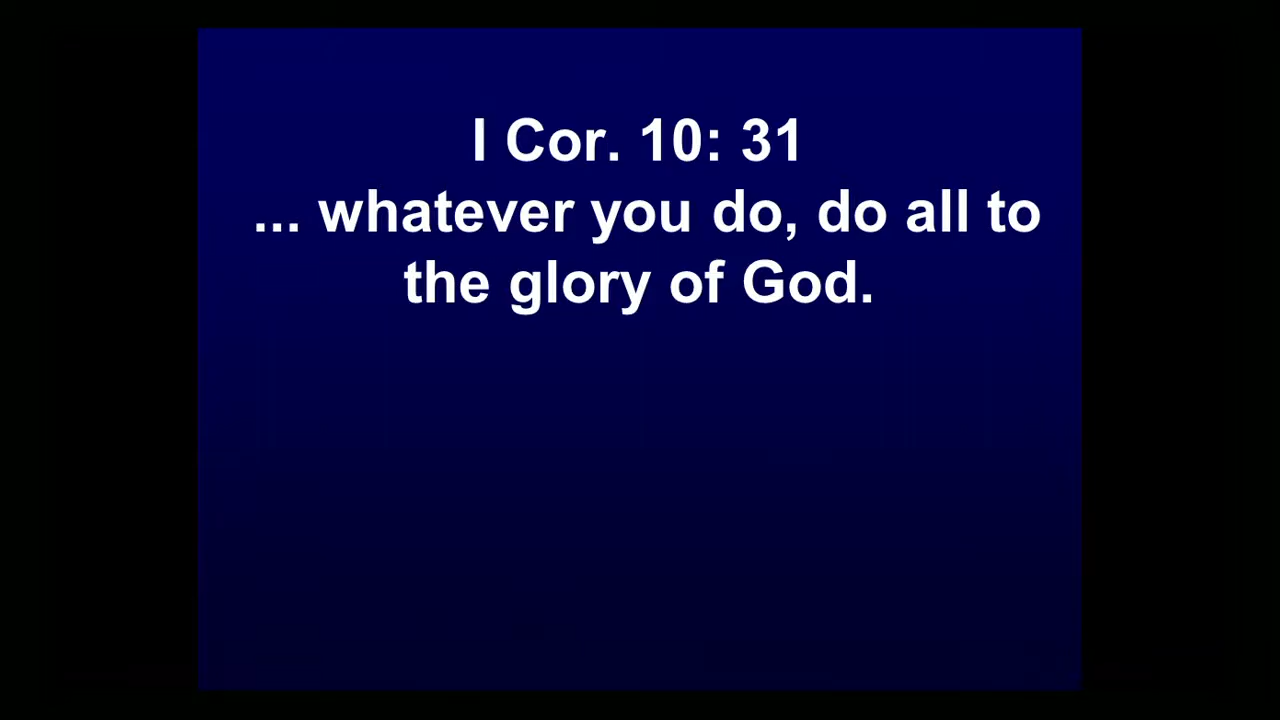 I Cor. 10: 31
... whatever you do, do all to
the glory of God.